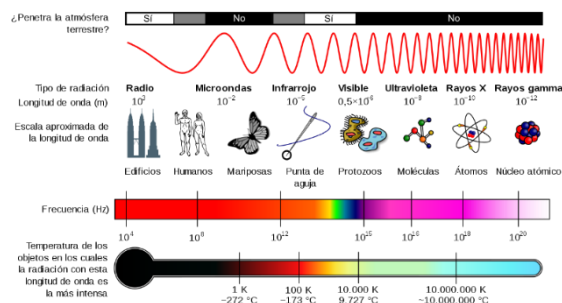 ¿Penetra la atmósfera
terrestre?
Sí No Sí No
Tipo de radiación Radio Microondas Infrarrojo Visible Ultravioleta Rayos X Rayos gamma
Longitud de onda (m) 10³ 10⁻² 10⁻⁵ 0,5×10⁻⁶ 10⁻⁸ 10⁻¹⁰ 10⁻¹²
Escala aproximada de
la longitud de onda
Edificios Humanos Mariposas Punta de aguja Protozoos Moléculas Átomos Núcleo atómico
Frecuencia (Hz)
10⁴ 10⁸ 10¹² 10¹⁵ 10¹⁶ 10¹⁸ 10²⁰
Temperatura de los
objetos en los cuales
la radiación con esta
longitud de onda es
la más intensa
1 K 100 K 10.000 K 10.000.000 K
−272 °C −173 °C 9.727 °C ~10.000.000 °C